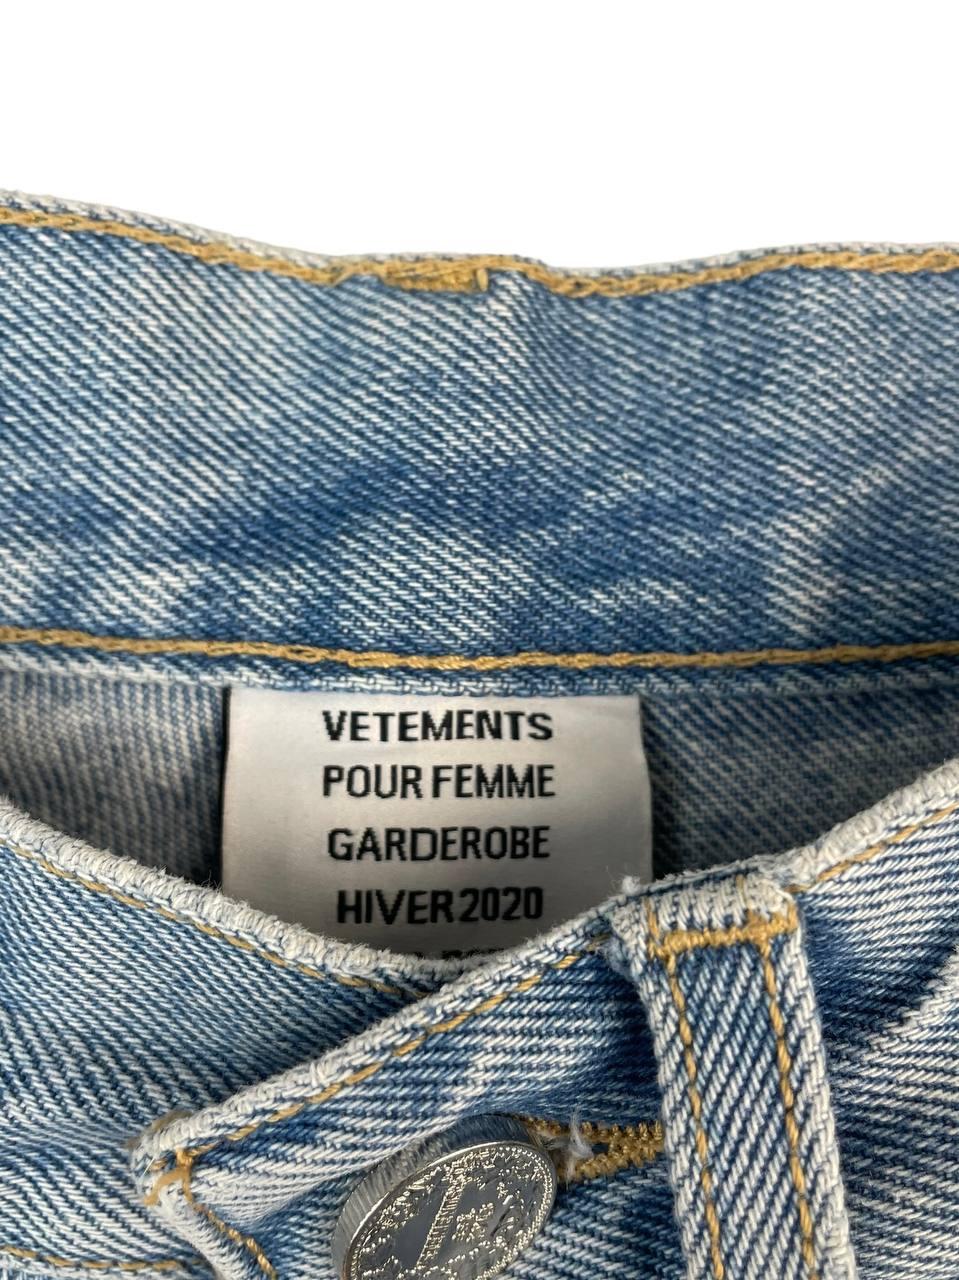 VETEMENTS
POUR FEMME
GARDEROBE
HIVER 2020